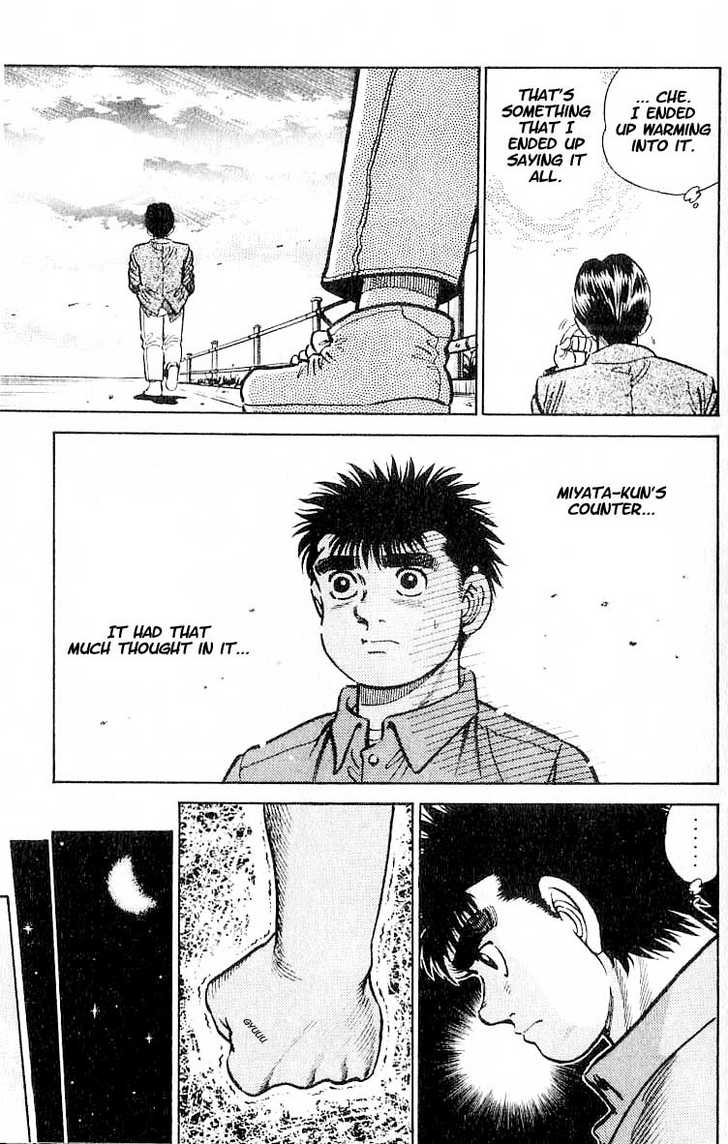 ... CHE.
I ENDED
UP WARMING
INTO IT.
THAT'S
SOMETHING
THAT I
ENDED UP
SAYING IT
ALL.
MIYATA-KUN'S
COUNTER...
IT HAD THAT
MUCH THOUGHT IN IT...
......
GYUUU